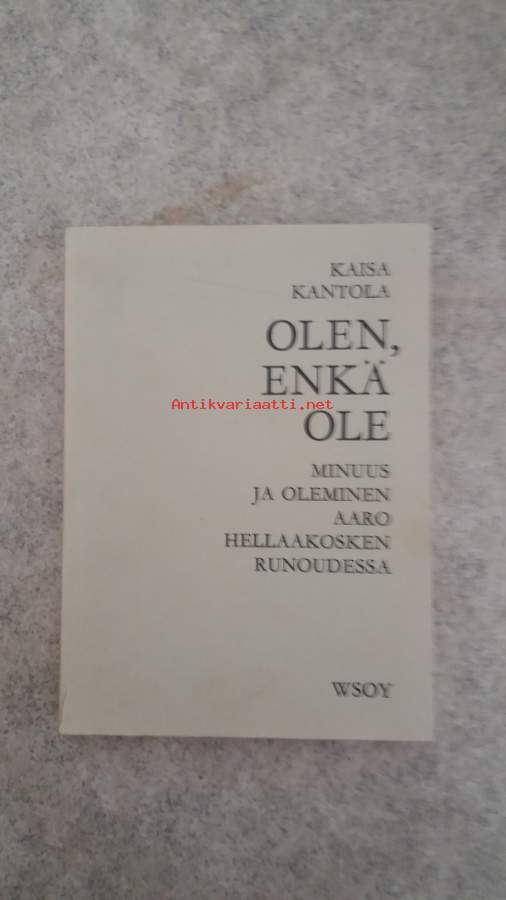 KAISA
KANTOLA
OLEN,
ENKÄ
Antikvariaatti.net
OLE
MINUUS
JA OLEMINEN
AARO
HELLAAKOSKEN
RUNOUDESSA
WSOY